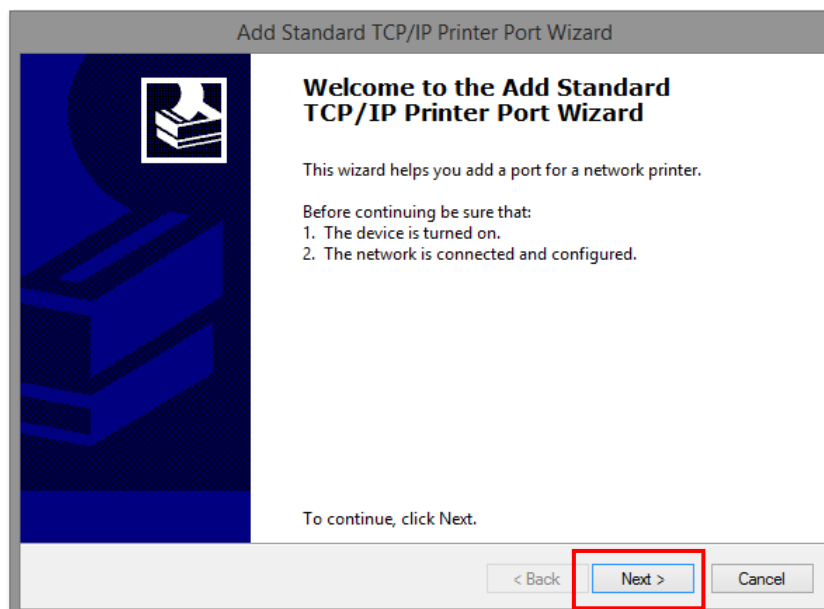 Add Standard TCP/IP Printer Port Wizard
Welcome to the Add Standard
TCP/IP Printer Port Wizard
This wizard helps you add a port for a network printer.
Before continuing be sure that:
1. The device is turned on.
2. The network is connected and configured.
To continue, click Next.
< Back
Next >
Cancel